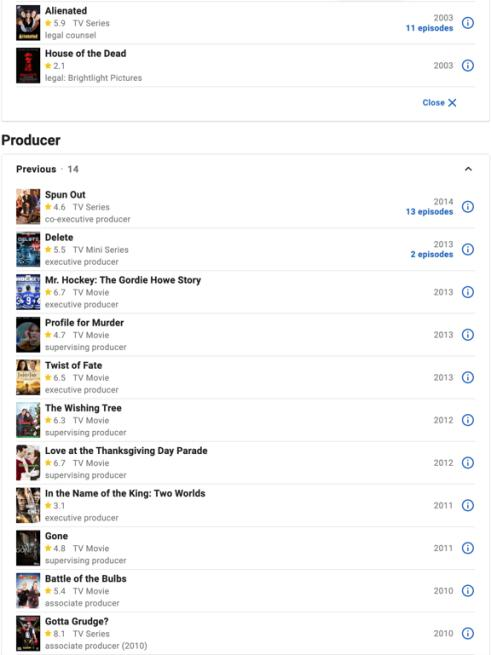 Alienated
5.9 TV Series
legal counsel
2003
11 episodes
House of the Dead
2.1
legal: Brightlight Pictures
2003
Close
Producer
Previous · 14
Spun Out
4.6 TV Series
co-executive producer
2014
13 episodes
Delete
5.5 TV Mini Series
executive producer
2013
2 episodes
Mr. Hockey: The Gordie Howe Story
6.7 TV Movie
executive producer
2013
Profile for Murder
4.7 TV Movie
supervising producer
2013
Twist of Fate
6.5 TV Movie
executive producer
2013
The Wishing Tree
6.3 TV Movie
supervising producer
2012
Love at the Thanksgiving Day Parade
6.7 TV Movie
supervising producer
2012
In the Name of the King: Two Worlds
3.1
executive producer
2011
Gone
4.8 TV Movie
supervising producer
2011
Battle of the Bulbs
5.4 TV Movie
associate producer
2010
Gotta Grudge?
8.1 TV Series
associate producer (2010)
2010